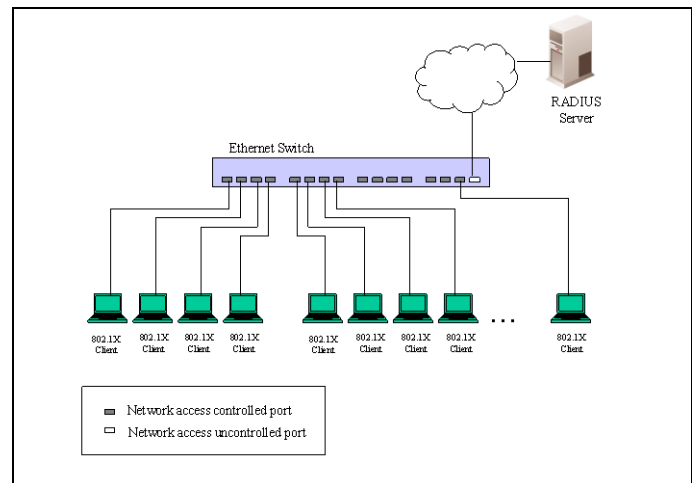 RADIUS
Server
Ethernet Switch
802.1X
Client
802.1X
Client
802.1X
Client
802.1X
Client
802.1X
Client
802.1X
Client
802.1X
Client
802.1X
Client
. . .
802.1X
Client
Network access controlled port
Network access uncontrolled port